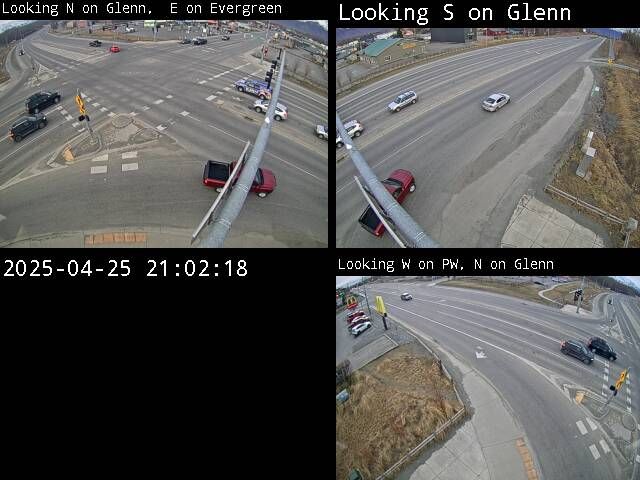 Looking N on Glenn,  E on Evergreen
Looking S on Glenn
2025-04-25 21:02:18
Looking W on PW, N on Glenn